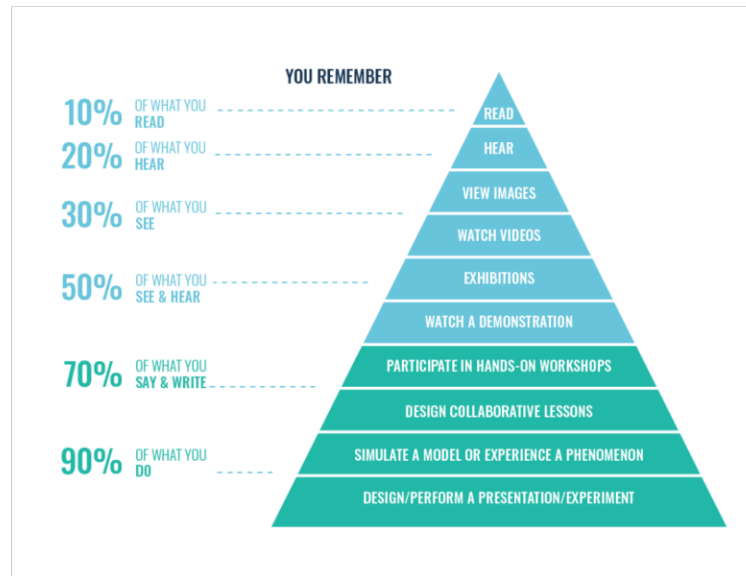 YOU REMEMBER
10% OF WHAT YOU
READ
20% OF WHAT YOU
HEAR
30% OF WHAT YOU
SEE
50% OF WHAT YOU
SEE & HEAR
70% OF WHAT YOU
SAY & WRITE
90% OF WHAT YOU
DO
READ
HEAR
VIEW IMAGES
WATCH VIDEOS
EXHIBITIONS
WATCH A DEMONSTRATION
PARTICIPATE IN HANDS-ON WORKSHOPS
DESIGN COLLABORATIVE LESSONS
SIMULATE A MODEL OR EXPERIENCE A PHENOMENON
DESIGN/PERFORM A PRESENTATION/EXPERIMENT